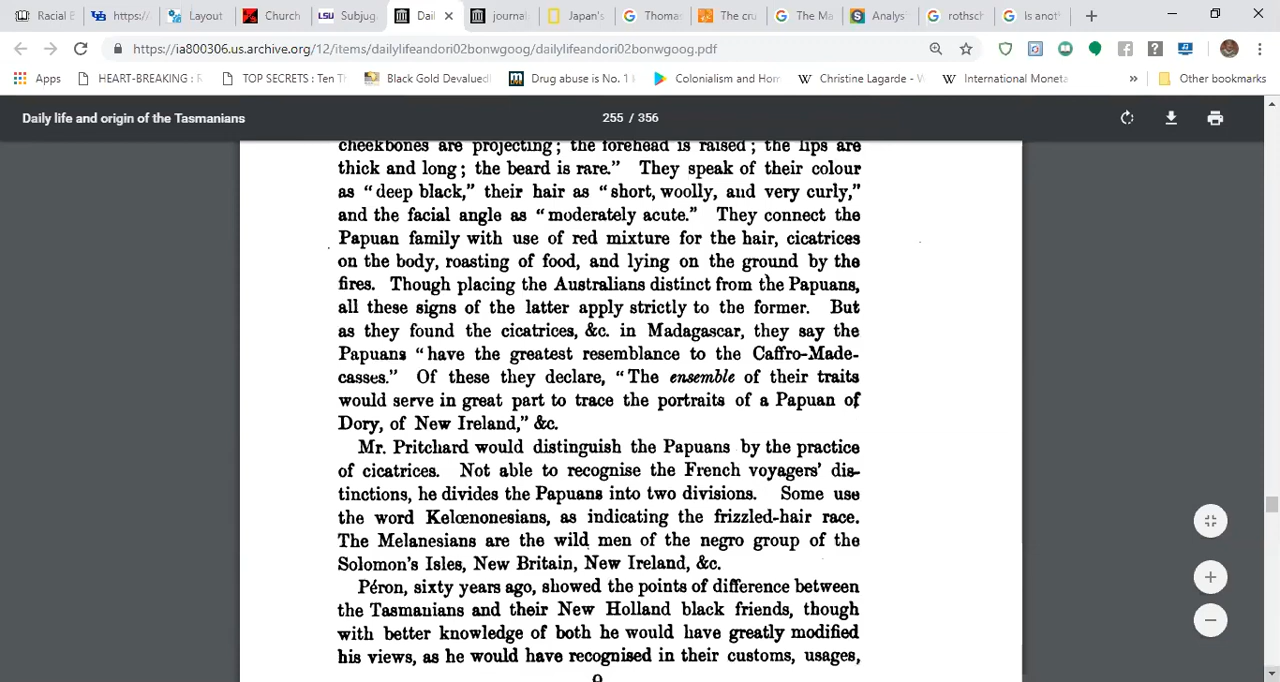 Racial B
https:/
Layout
Church
LSU Subjug
Dail
journal
Japan's
Thomas
The cru
The Ma
Analys
rothsch
Is anot
https://ia800306.us.archive.org/12/items/dailylifeandori02bonwgoog/dailylifeandori02bonwgoog.pdf
Apps
HEART-BREAKING : R
TOP SECRETS : Ten Th
Black Gold Devalued
Drug abuse is No. 1 k
Colonialism and Hom
Christine Lagarde - W
International Moneta
»
Other bookmarks
Daily life and origin of the Tasmanians
255 / 356
cheekbones are projecting; the forehead is raised; the lips are
thick and long; the beard is rare.” They speak of their colour
as “deep black,” their hair as “short, woolly, and very curly,”
and the facial angle as “moderately acute.” They connect the
Papuan family with use of red mixture for the hair, cicatrices
on the body, roasting of food, and lying on the ground by the
fires. Though placing the Australians distinct from the Papuans,
all these signs of the latter apply strictly to the former. But
as they found the cicatrices, &c. in Madagascar, they say the
Papuans “have the greatest resemblance to the Caffro-Made-
casses.” Of these they declare, “The ensemble of their traits
would serve in great part to trace the portraits of a Papuan of
Dory, of New Ireland,” &c.
Mr. Pritchard would distinguish the Papuans by the practice
of cicatrices. Not able to recognise the French voyagers’ dis-
tinctions, he divides the Papuans into two divisions. Some use
the word Kelœnonesians, as indicating the frizzled-hair race.
The Melanesians are the wild men of the negro group of the
Solomon’s Isles, New Britain, New Ireland, &c.
Péron, sixty years ago, showed the points of difference between
the Tasmanians and their New Holland black friends, though
with better knowledge of both he would have greatly modified
his views, as he would have recognised in their customs, usages,